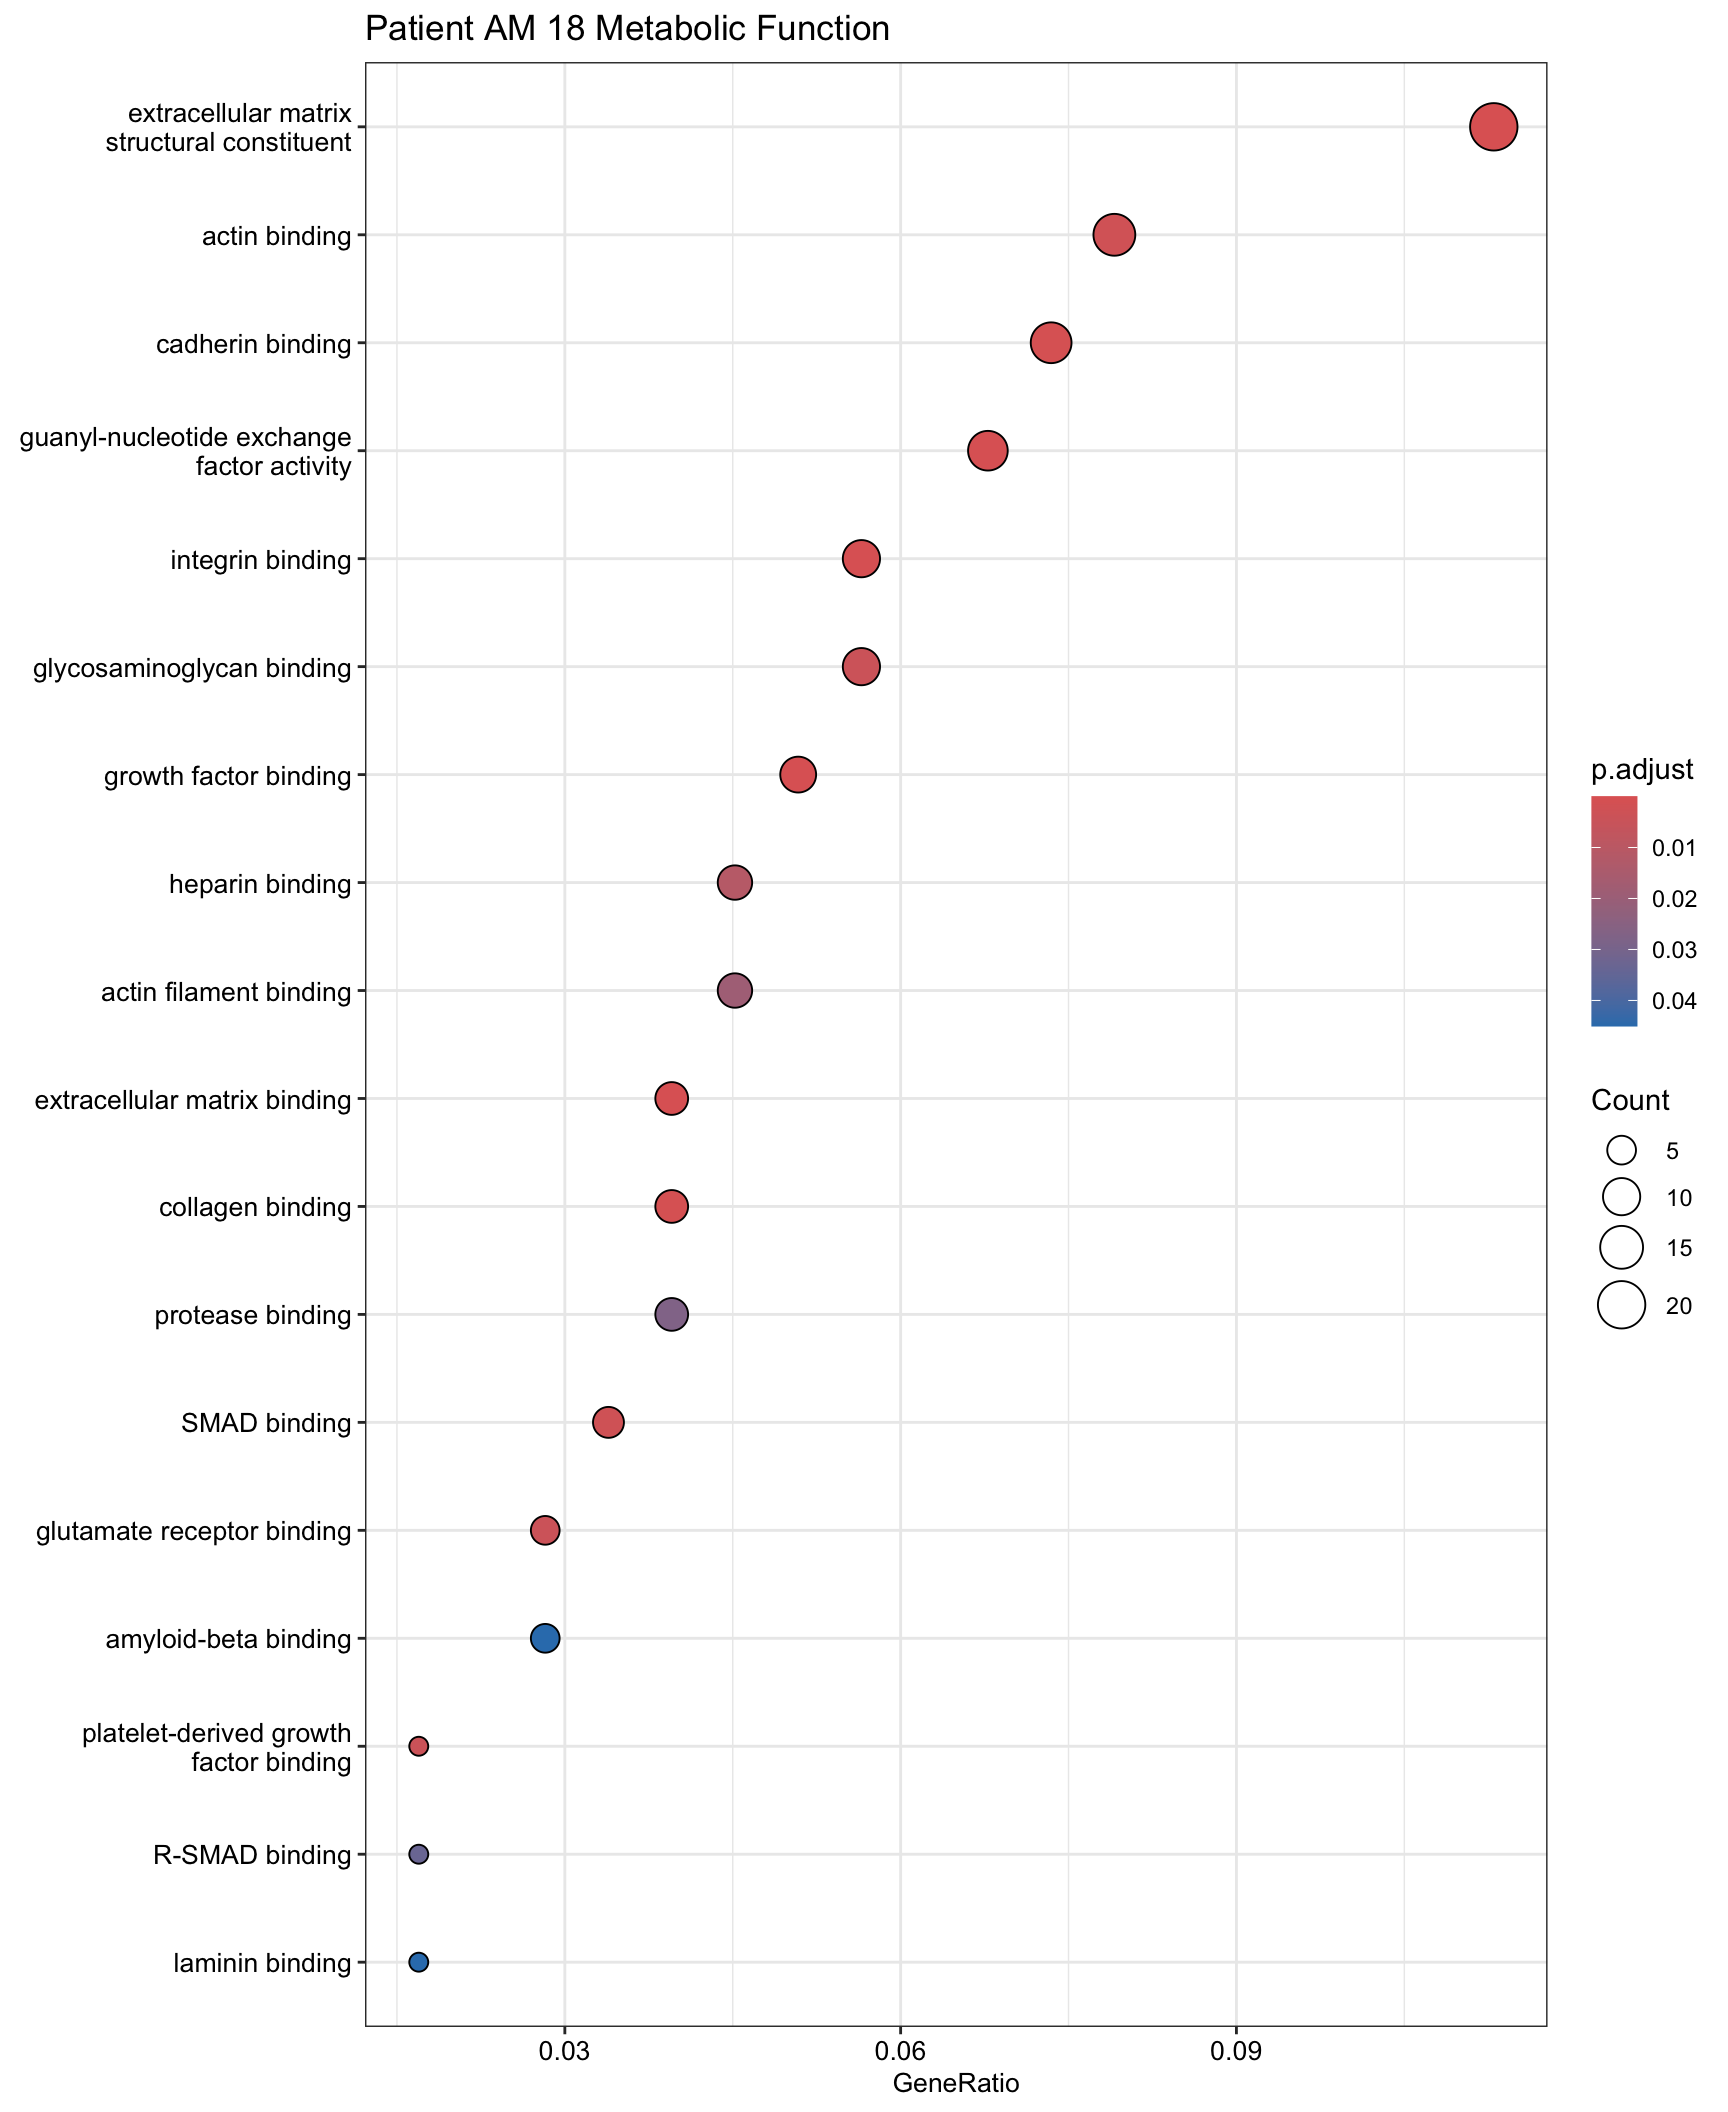 Patient AM 18 Metabolic Function
extracellular matrix
structural constituent
actin binding
cadherin binding
guanyl-nucleotide exchange
factor activity
integrin binding
glycosaminoglycan binding
growth factor binding
heparin binding
actin filament binding
extracellular matrix binding
collagen binding
protease binding
SMAD binding
glutamate receptor binding
amyloid-beta binding
platelet-derived growth
factor binding
R-SMAD binding
laminin binding
0.03
0.06
0.09
GeneRatio
p.adjust
0.01
0.02
0.03
0.04
Count
5
10
15
20